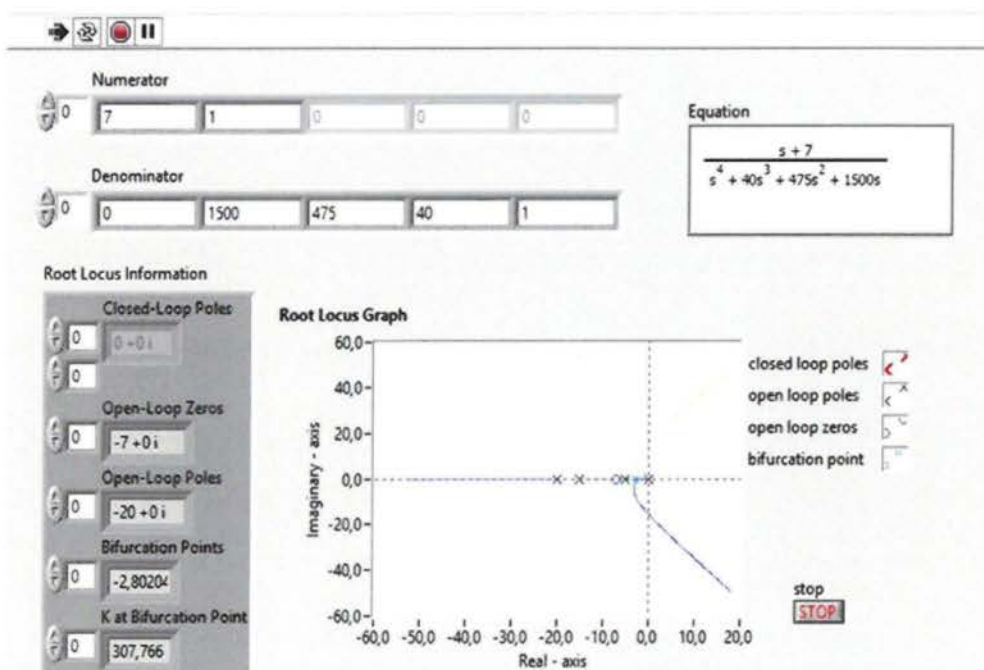 Numerator
0 7 1 0 0 0
Equation
s + 7
s^4 + 40s^3 + 475s^2 + 1500s
Denominator
0 0 1500 475 40 1
Root Locus Information
Closed-Loop Poles
0 0 +0 i
0
Open-Loop Zeros
0 -7 +0 i
Open-Loop Poles
0 -20 +0 i
Bifurcation Points
0 -2,80204
K at Bifurcation Point
0 307,766
Root Locus Graph
60,0
40,0
20,0
0,0
-20,0
-40,0
-60,0
Imaginary - axis
-60,0 -50,0 -40,0 -30,0 -20,0 -10,0 0,0 10,0 20,0
Real - axis
closed loop poles
open loop poles
open loop zeros
bifurcation point
stop
STOP